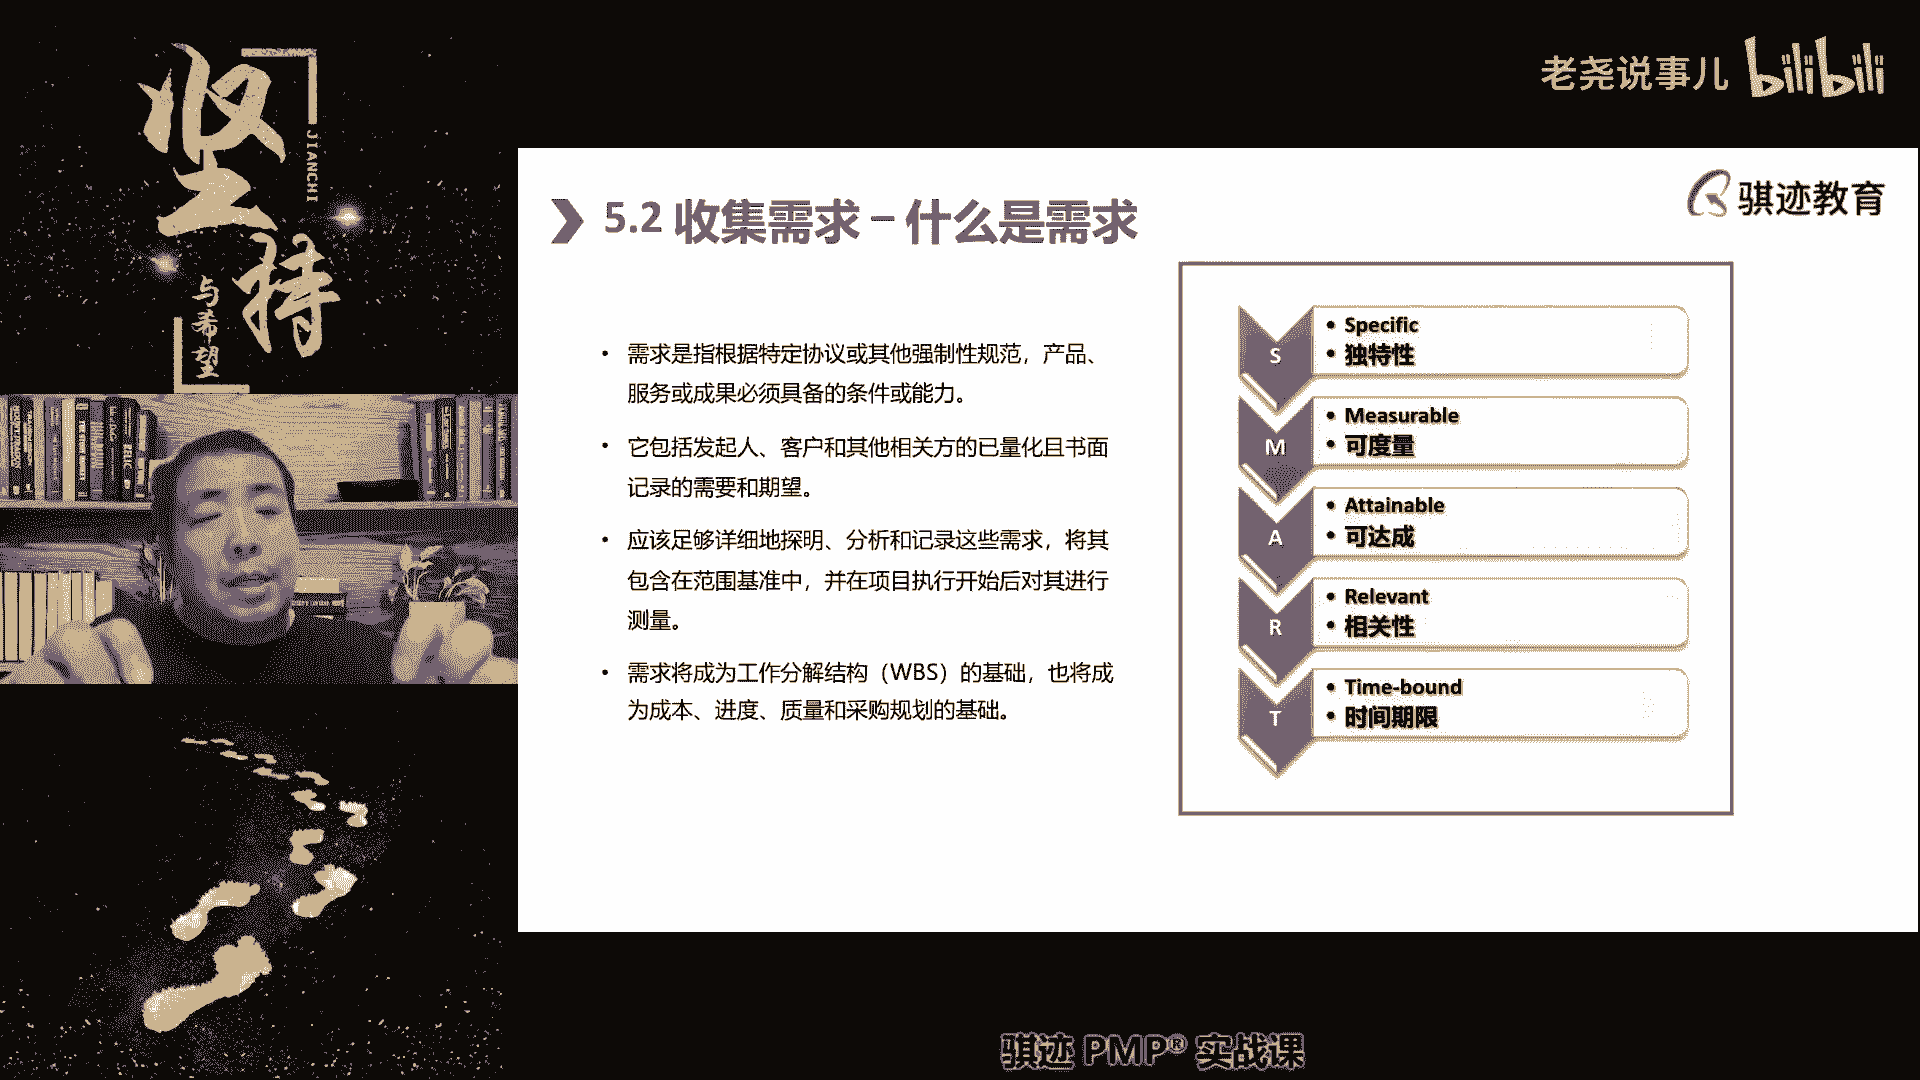 坚持
JIANCHI
与希望
老尧说事儿 bilibili
骐迹教育
5.2 收集需求 – 什么是需求
• 需求是指根据特定协议或其他强制性规范，产品、
服务或成果必须具备的条件或能力。
• 它包括发起人、客户和其他相关方的已量化且书面
记录的需要和期望。
• 应该足够详细地探明、分析和记录这些需求，将其
包含在范围基准中，并在项目执行开始后对其进行
测量。
• 需求将成为工作分解结构（WBS）的基础，也将成
为成本、进度、质量和采购规划的基础。
S
• Specific
• 独特性
M
• Measurable
• 可度量
A
• Attainable
• 可达成
R
• Relevant
• 相关性
T
• Time-bound
• 时间期限
骐迹 PMP® 实战课